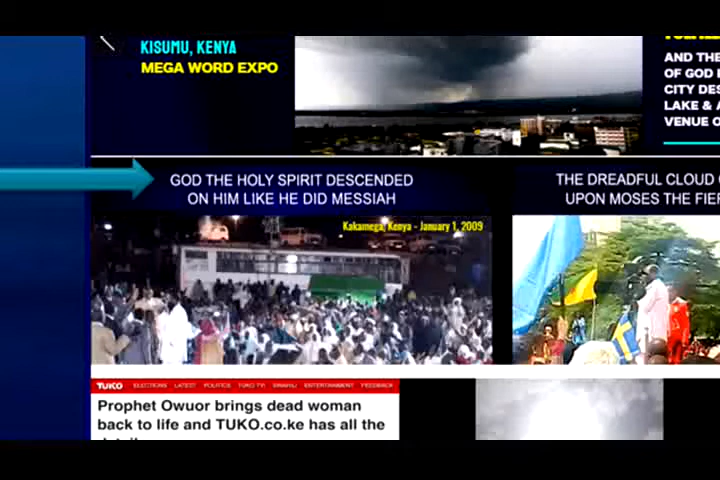 KISUMU, KENYA
MEGA WORD EXPO
AND THE
OF GOD
CITY DES
LAKE & A
VENUE O
GOD THE HOLY SPIRIT DESCENDED
ON HIM LIKE HE DID MESSIAH
THE DREADFUL CLOUD
UPON MOSES THE FIER
Kakamega, Kenya - January 1, 2009
TUKO ELECTIONS LATEST POLITICS TUKO TV SWAHILI ENTERTAINMENT FEEDBACK
Prophet Owuor brings dead woman
back to life and TUKO.co.ke has all the